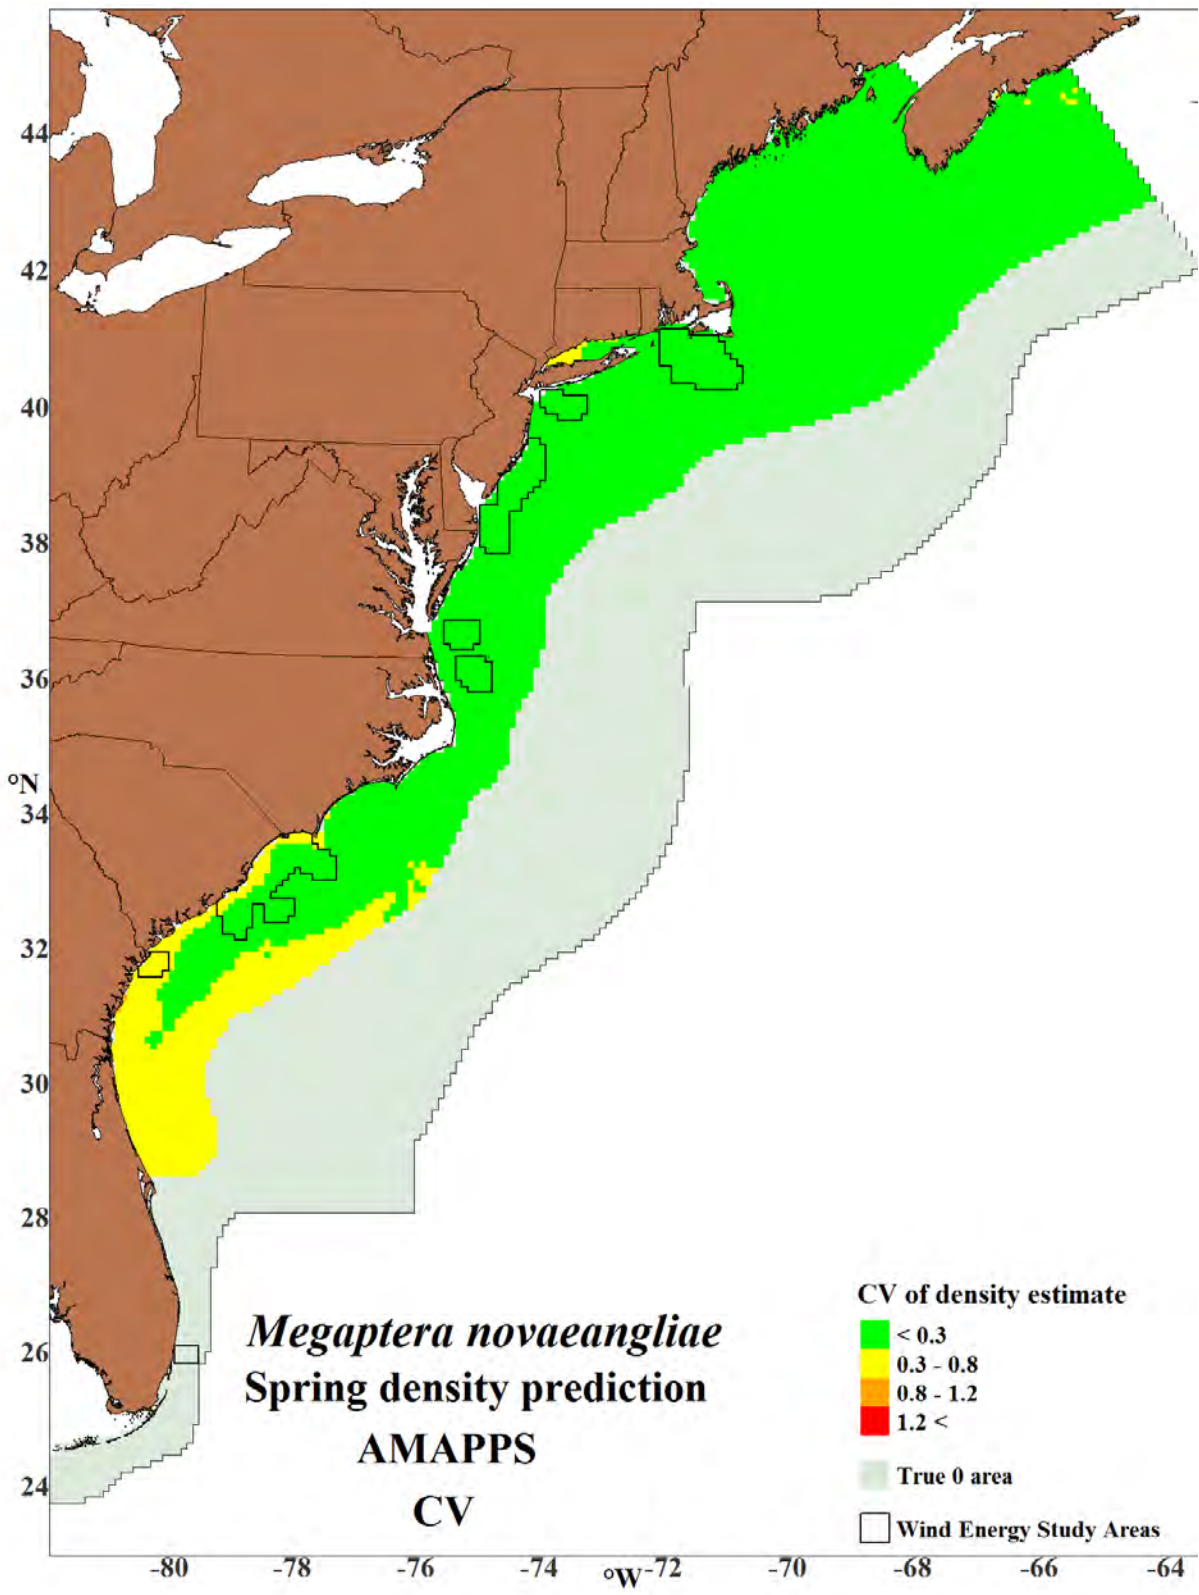 44
42
40
38
36
°N
34
32
30
28
26
24
Megaptera novaeangliae
Spring density prediction
AMAPPS
CV
CV of density estimate
< 0.3
0.3 - 0.8
0.8 - 1.2
1.2 <
True 0 area
Wind Energy Study Areas
-80 -78 -76 -74 °W -72 -70 -68 -66 -64